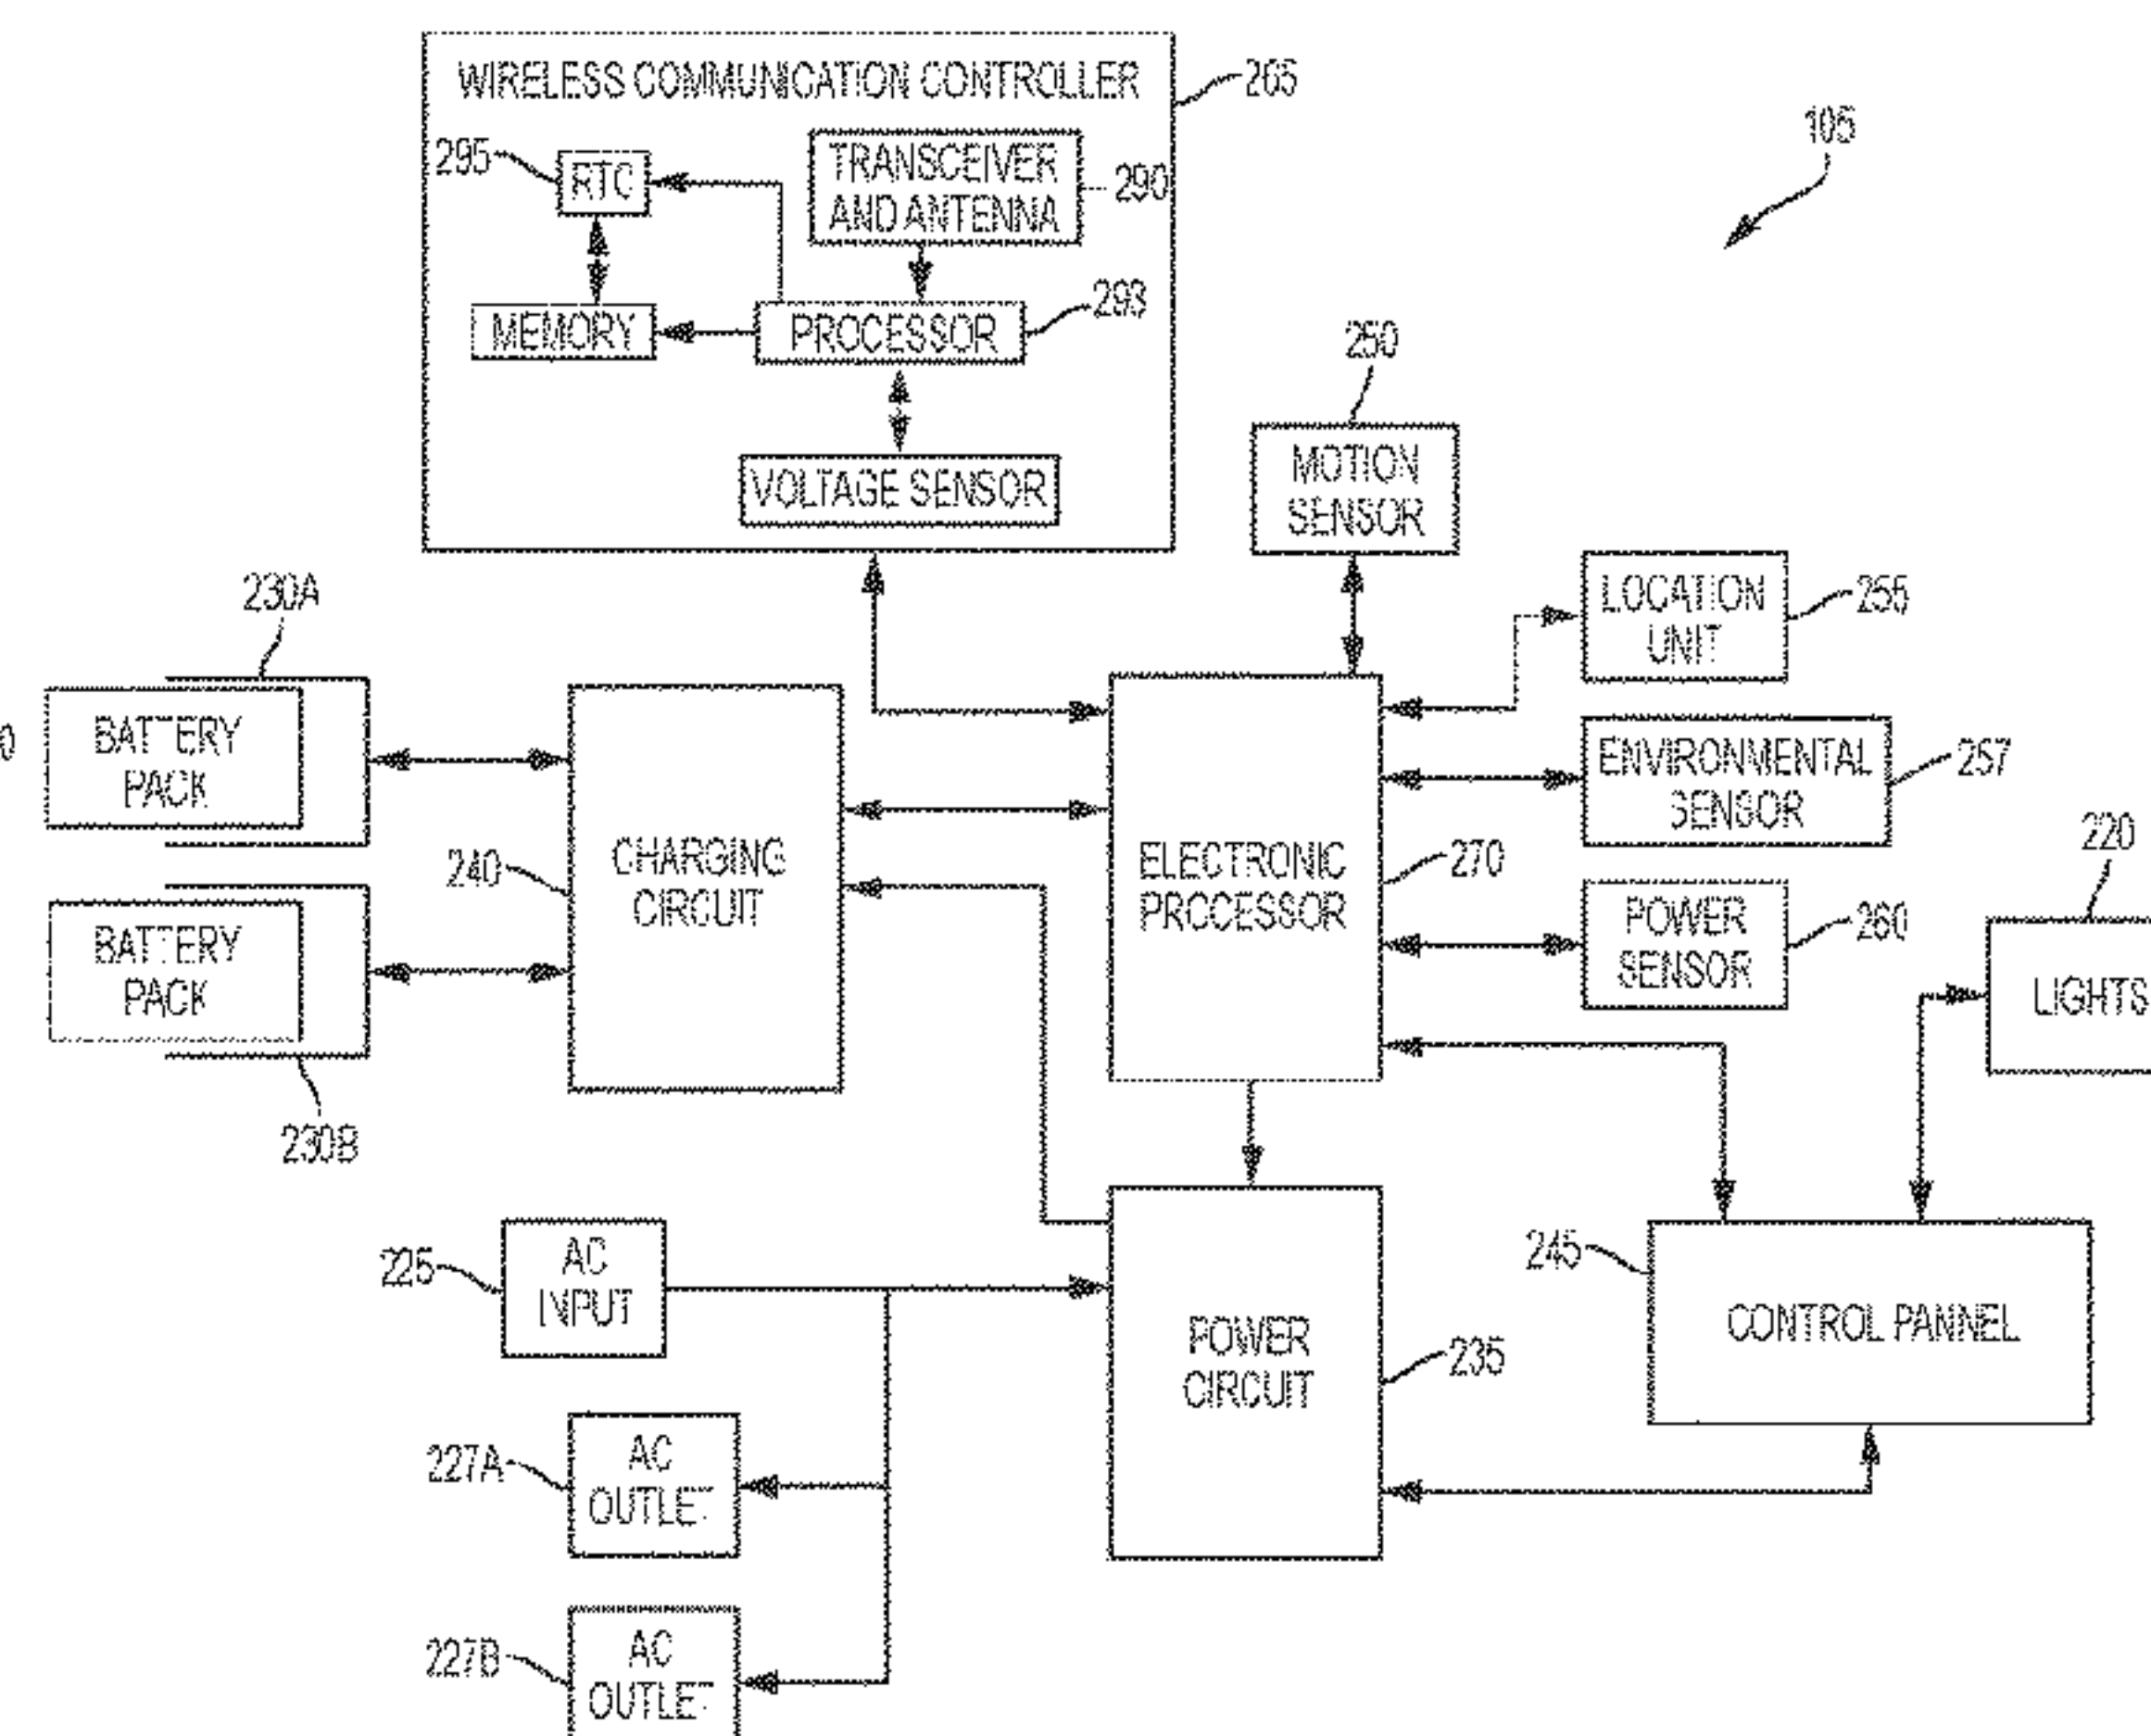 WIRELESS COMMUNICATION CONTROLLER
265
105
295
RTC
TRANSCEIVER
AND ANTENNA
290
MEMORY
PROCESSOR
293
VOLTAGE SENSOR
250
MOTION
SENSOR
LOCATION
UNIT
255
230A
BATTERY
PACK
0
ENVIRONMENTAL
SENSOR
257
240
CHARGING
CIRCUIT
ELECTRONIC
PROCESSOR
270
POWER
SENSOR
260
220
LIGHTS
BATTERY
PACK
230B
225
AC
INPUT
POWER
CIRCUIT
235
245
CONTROL PANNEL
227A
AC
OUTLET
227B
AC
OUTLET